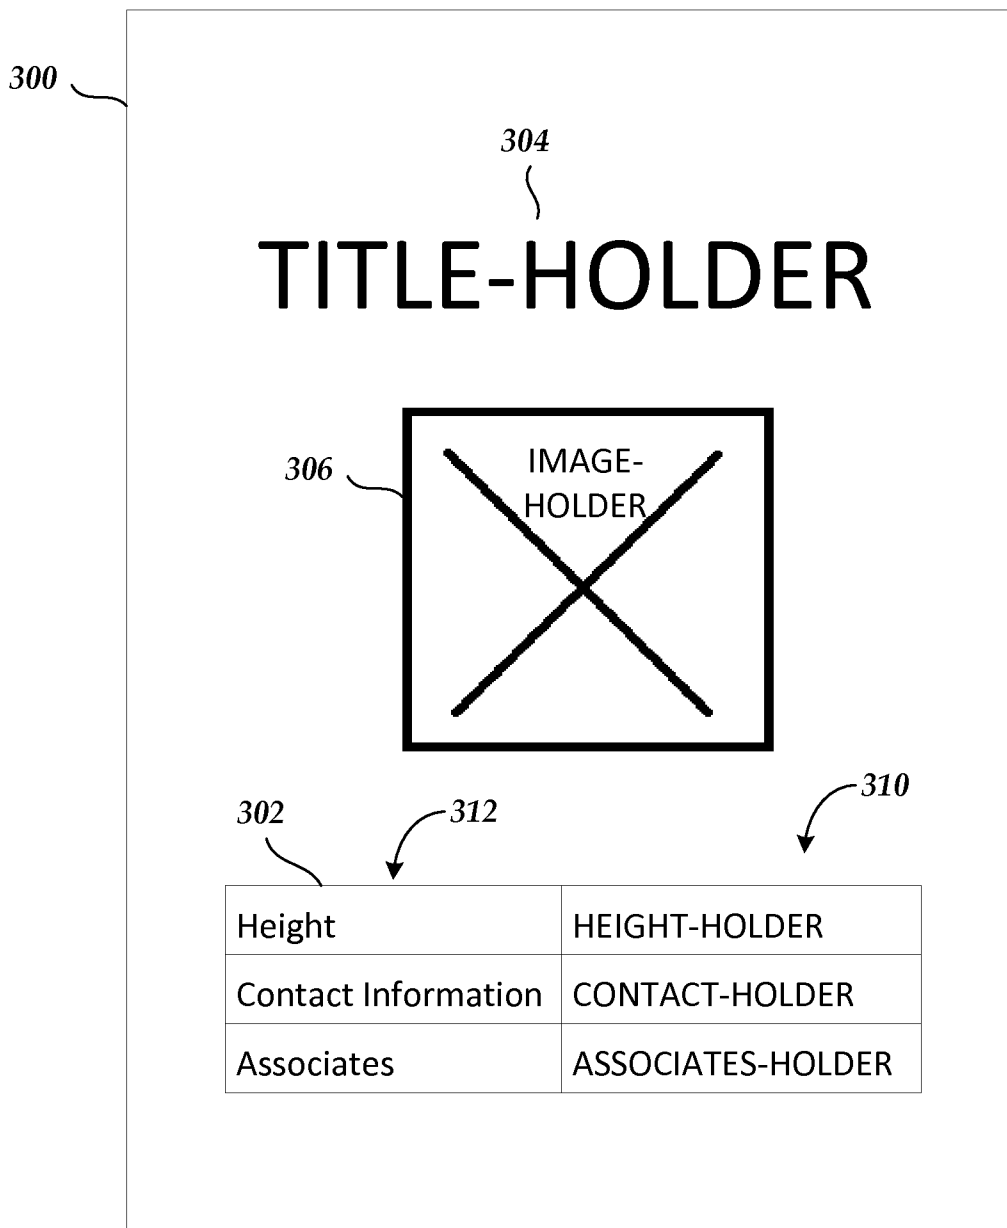 300
304
TITLE-HOLDER
306
IMAGE-
HOLDER
310
302
312
Height HEIGHT-HOLDER
Contact Information CONTACT-HOLDER
Associates ASSOCIATES-HOLDER